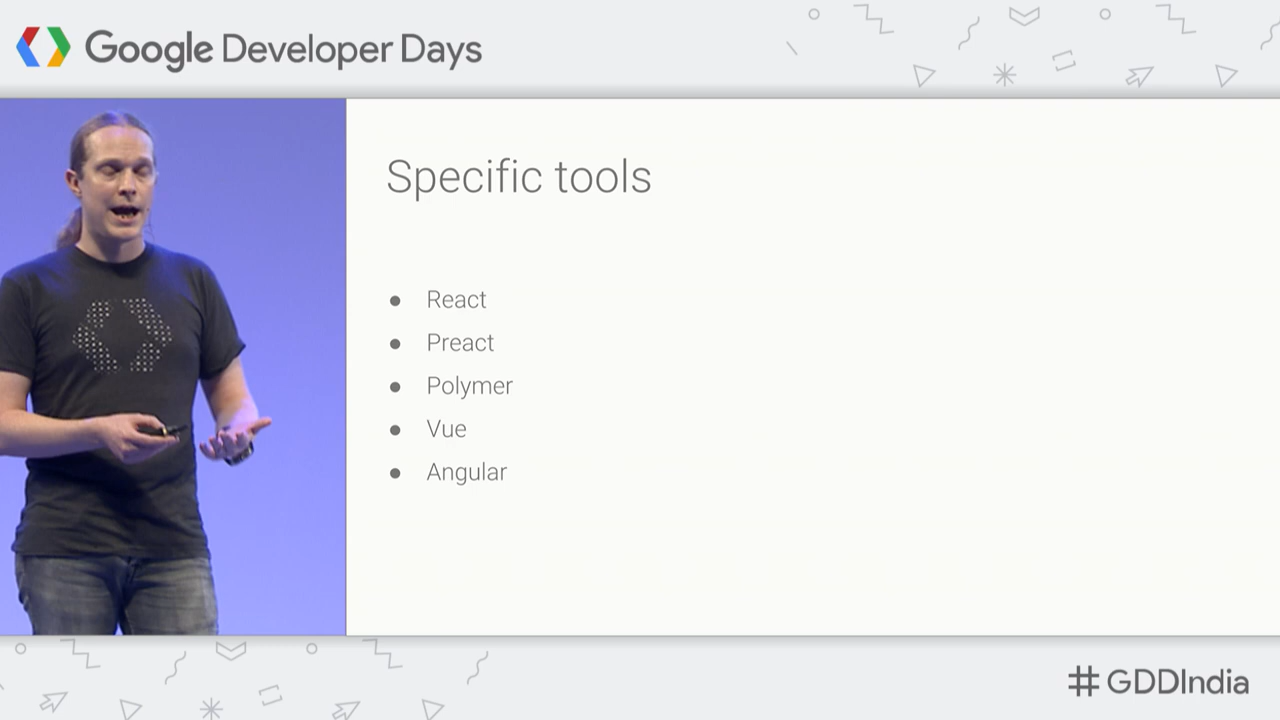 Google Developer Days
Specific tools
● React
● Preact
● Polymer
● Vue
● Angular
#GDDIndia